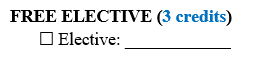 FREE ELECTIVE (3 credits)
☐ Elective: ____________